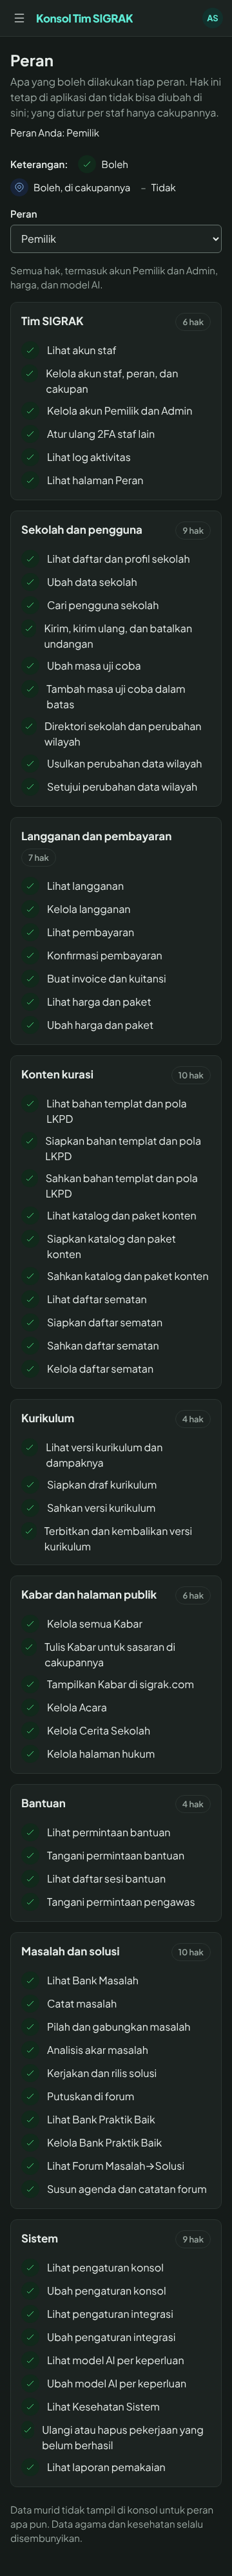 Konsol Tim SIGRAK
AS
Peran
Apa yang boleh dilakukan tiap peran. Hak ini
tetap di aplikasi dan tidak bisa diubah di
sini; yang diatur per staf hanya cakupannya.
Peran Anda: Pemilik
Keterangan:
Boleh
Boleh, di cakupannya
– Tidak
Peran
Pemilik
Semua hak, termasuk akun Pemilik dan Admin,
harga, dan model AI.
Tim SIGRAK
6 hak
Lihat akun staf
Kelola akun staf, peran, dan
cakupan
Kelola akun Pemilik dan Admin
Atur ulang 2FA staf lain
Lihat log aktivitas
Lihat halaman Peran
Sekolah dan pengguna
9 hak
Lihat daftar dan profil sekolah
Ubah data sekolah
Cari pengguna sekolah
Kirim, kirim ulang, dan batalkan
undangan
Ubah masa uji coba
Tambah masa uji coba dalam
batas
Direktori sekolah dan perubahan
wilayah
Usulkan perubahan data wilayah
Setujui perubahan data wilayah
Langganan dan pembayaran
7 hak
Lihat langganan
Kelola langganan
Lihat pembayaran
Konfirmasi pembayaran
Buat invoice dan kuitansi
Lihat harga dan paket
Ubah harga dan paket
Konten kurasi
10 hak
Lihat bahan templat dan pola
LKPD
Siapkan bahan templat dan pola
LKPD
Sahkan bahan templat dan pola
LKPD
Lihat katalog dan paket konten
Siapkan katalog dan paket
konten
Sahkan katalog dan paket konten
Lihat daftar sematan
Siapkan daftar sematan
Sahkan daftar sematan
Kelola daftar sematan
Kurikulum
4 hak
Lihat versi kurikulum dan
dampaknya
Siapkan draf kurikulum
Sahkan versi kurikulum
Terbitkan dan kembalikan versi
kurikulum
Kabar dan halaman publik
6 hak
Kelola semua Kabar
Tulis Kabar untuk sasaran di
cakupannya
Tampilkan Kabar di sigrak.com
Kelola Acara
Kelola Cerita Sekolah
Kelola halaman hukum
Bantuan
4 hak
Lihat permintaan bantuan
Tangani permintaan bantuan
Lihat daftar sesi bantuan
Tangani permintaan pengawas
Masalah dan solusi
10 hak
Lihat Bank Masalah
Catat masalah
Pilah dan gabungkan masalah
Analisis akar masalah
Kerjakan dan rilis solusi
Putuskan di forum
Lihat Bank Praktik Baik
Kelola Bank Praktik Baik
Lihat Forum Masalah→Solusi
Susun agenda dan catatan forum
Sistem
9 hak
Lihat pengaturan konsol
Ubah pengaturan konsol
Lihat pengaturan integrasi
Ubah pengaturan integrasi
Lihat model AI per keperluan
Ubah model AI per keperluan
Lihat Kesehatan Sistem
Ulangi atau hapus pekerjaan yang
belum berhasil
Lihat laporan pemakaian
Data murid tidak tampil di konsol untuk peran
apa pun. Data agama dan kesehatan selalu
disembunyikan.